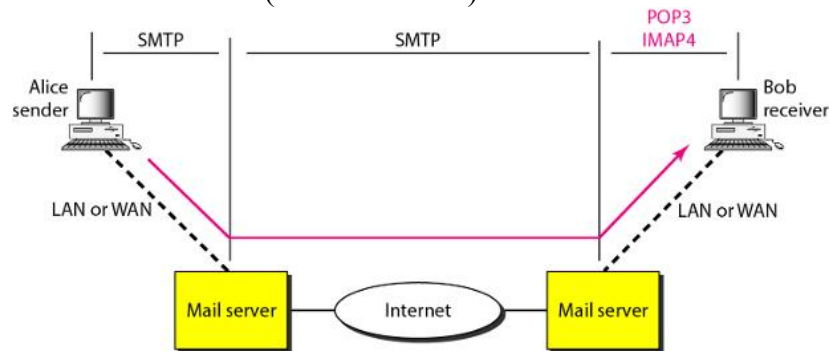 POP3
SMTP SMTP IMAP4
Alice sender
Bob receiver
LAN or WAN LAN or WAN
Mail server Internet Mail server